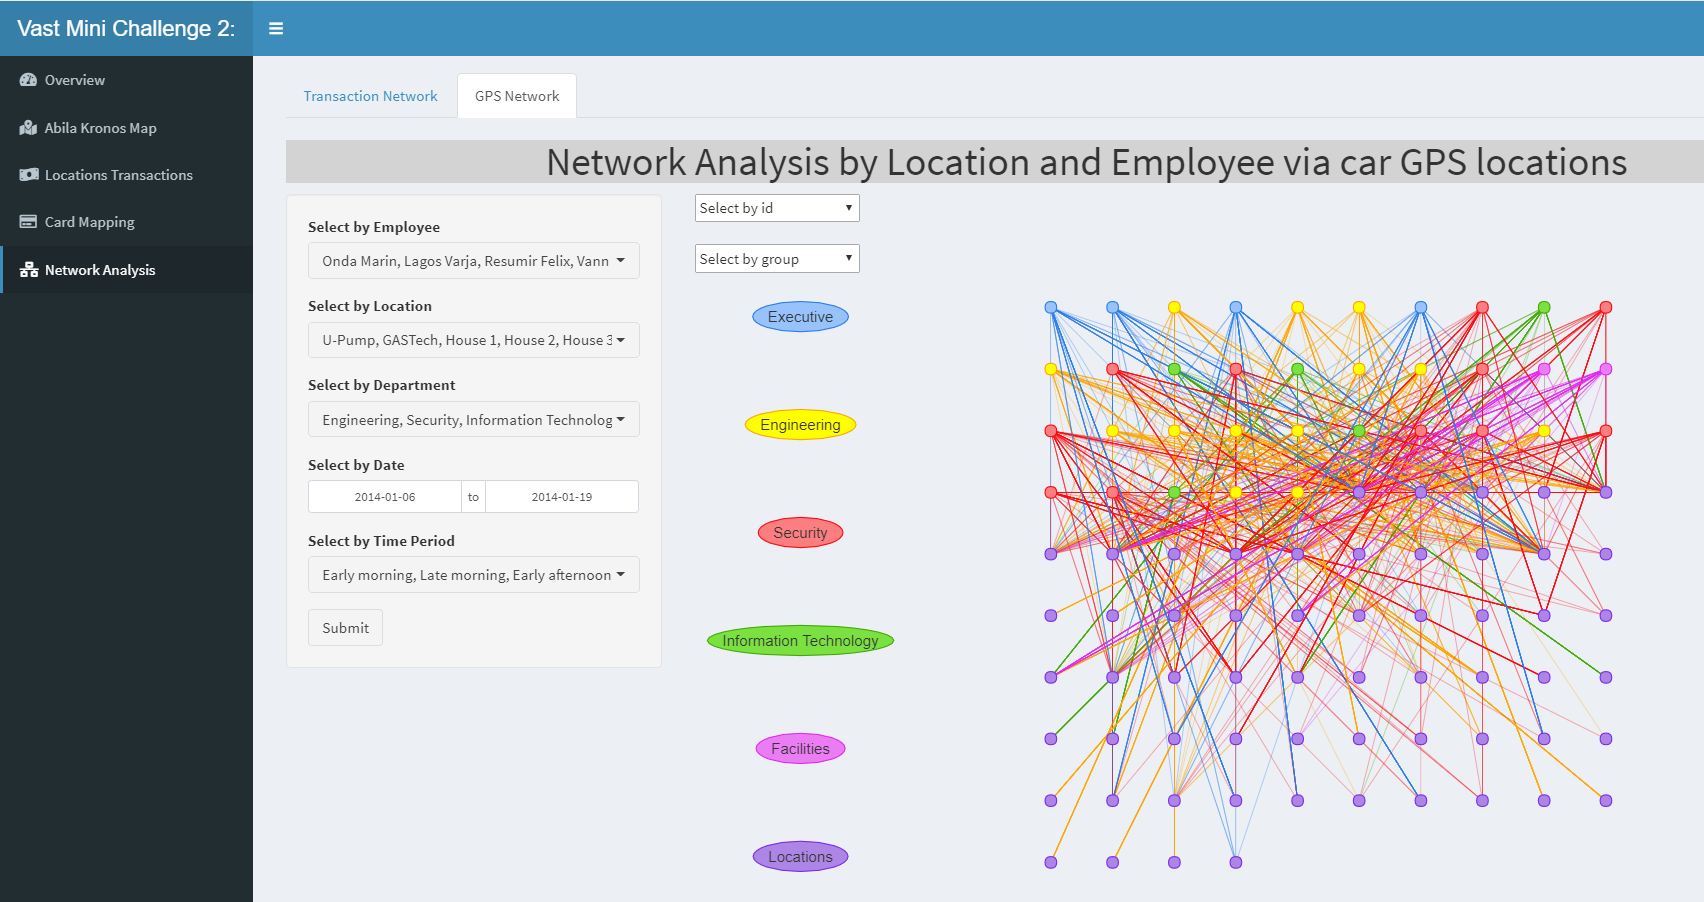 Vast Mini Challenge 2:
Overview
Abila Kronos Map
Locations Transactions
Card Mapping
Network Analysis
Transaction Network
GPS Network
Network Analysis by Location and Employee via car GPS locations
Select by Employee
Onda Marin, Lagos Varja, Resumir Felix, Vann
Select by Location
U-Pump, GASTech, House 1, House 2, House 3
Select by Department
Engineering, Security, Information Technolog
Select by Date
2014-01-06 to 2014-01-19
Select by Time Period
Early morning, Late morning, Early afternoon
Submit
Select by id
Select by group
Executive
Engineering
Security
Information Technology
Facilities
Locations